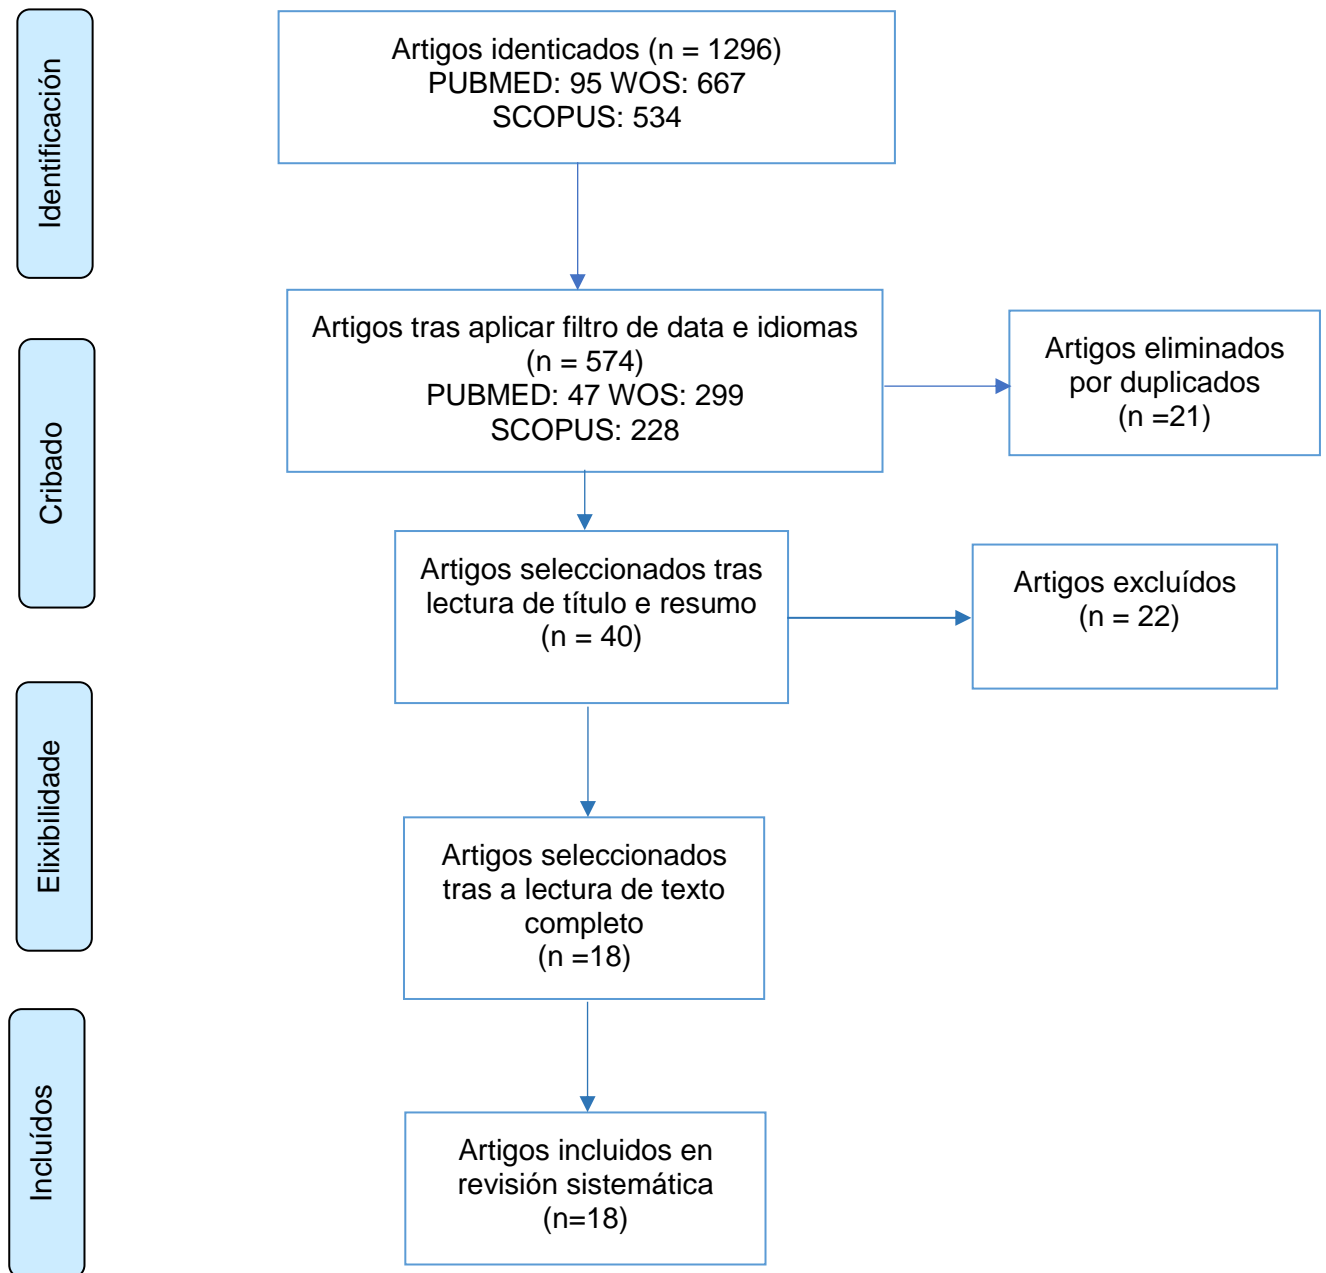 Identificación
Artigos identicados (n = 1296)
PUBMED: 95 WOS: 667
SCOPUS: 534
Cribado
Artigos tras aplicar filtro de data e idiomas
(n = 574)
PUBMED: 47 WOS: 299
SCOPUS: 228
Artigos eliminados
por duplicados
(n =21)
Artigos seleccionados tras
lectura de título e resumo
(n = 40)
Artigos excluídos
(n = 22)
Elixibilidade
Artigos seleccionados
tras a lectura de texto
completo
(n =18)
Incluídos
Artigos incluidos en
revisión sistemática
(n=18)